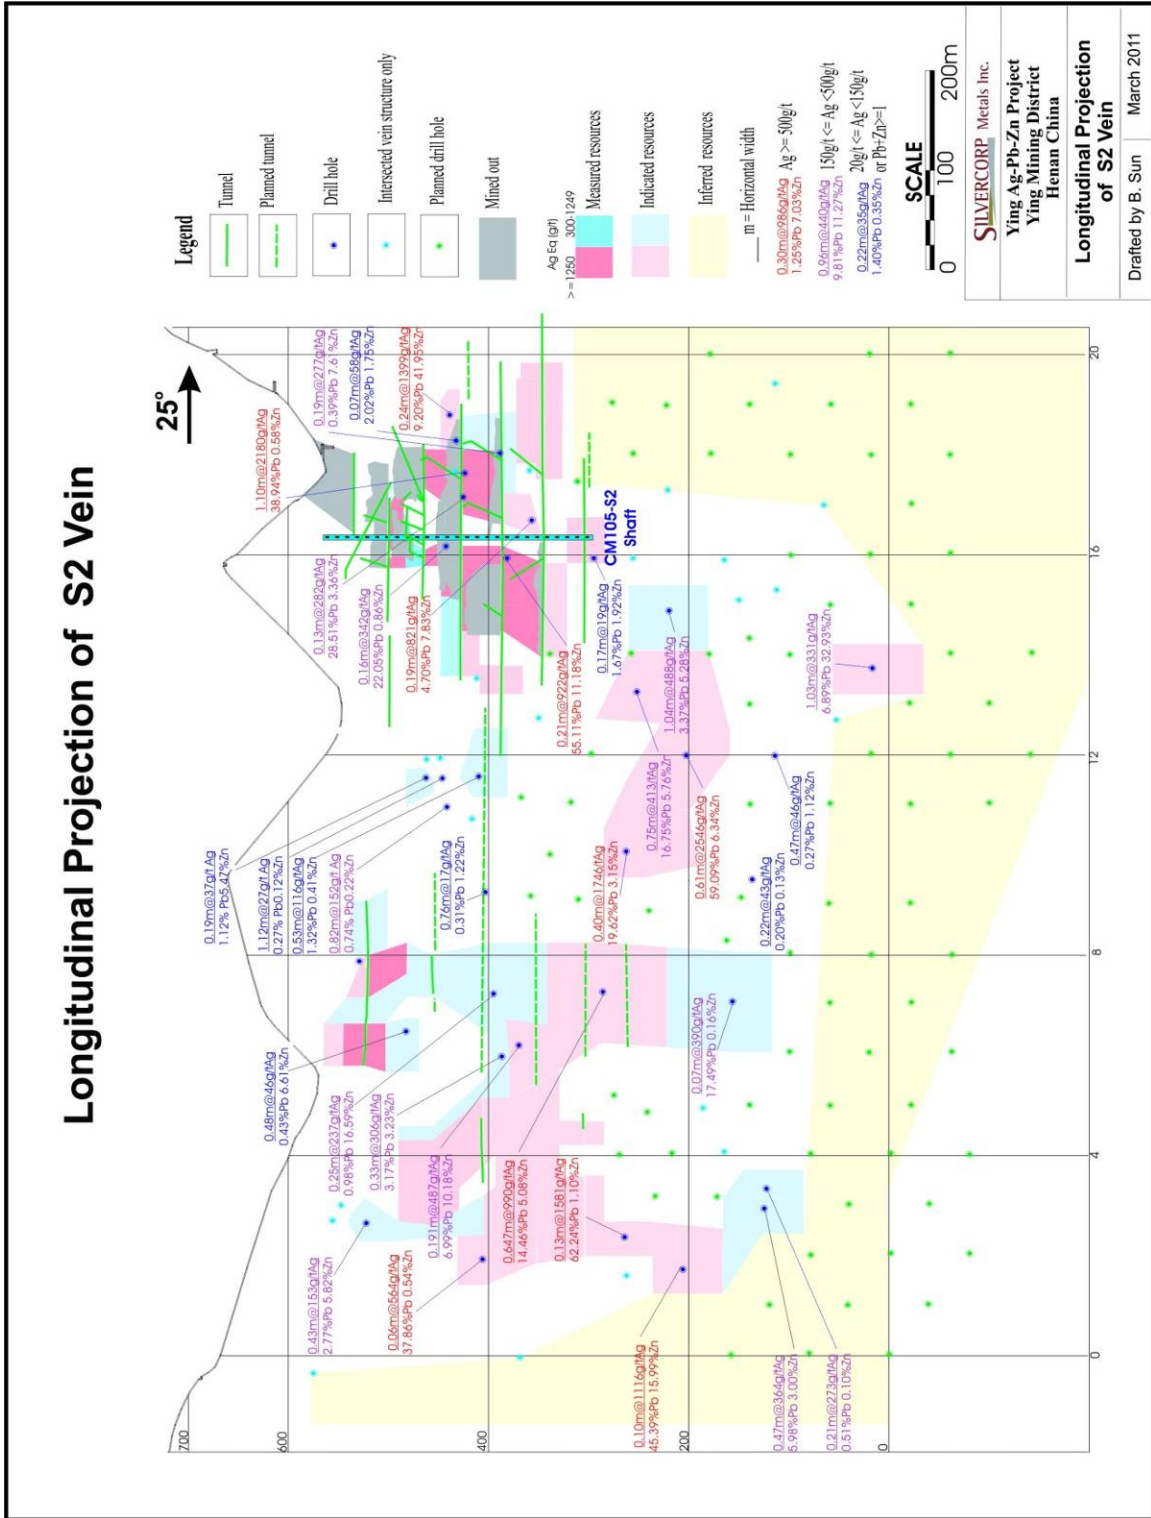 Longitudinal Projection of S2 Vein
25°
700
600
400
200
0
0
4
8
12
16
20
0.43m@153g/tAg
2.77%Pb 5.82%Zn
0.06m@564g/tAg
37.86%Pb 0.54%Zn
0.10m@1116g/tAg
45.39%Pb 15.99%Zn
0.47m@364g/tAg
5.98%Pb 3.00%Zn
0.21m@273g/tAg
0.51%Pb 0.10%Zn
0.48m@46g/tAg
0.43%Pb 6.61%Zn
0.25m@237g/tAg
0.98%Pb 16.59%Zn
0.33m@306g/tAg
3.17%Pb 3.23%Zn
0.191m@487g/tAg
6.99%Pb 10.18%Zn
0.647m@990g/tAg
14.46%Pb 5.08%Zn
0.13m@1581g/tAg
62.24%Pb 1.10%Zn
0.07m@390g/tAg
17.49%Pb 0.16%Zn
0.19m@37g/t Ag
1.12% Pb5.47%Zn
1.12m@27g/t Ag
0.27% Pb0.12%Zn
0.53m@116g/tAg
1.32%Pb 0.41%Zn
0.82m@152g/t Ag
0.74% Pb0.22%Zn
0.76m@17g/tAg
0.31%Pb 1.22%Zn
0.40m@1746g/tAg
19.62%Pb 3.15%Zn
0.75m@413g/tAg
16.75%Pb 5.76%Zn
0.61m@2546g/tAg
59.09%Pb 6.34%Zn
0.22m@43g/tAg
0.20%Pb 0.13%Zn
0.47m@46g/tAg
0.27%Pb 1.12%Zn
0.13m@282g/tAg
28.51%Pb 3.36%Zn
0.16m@342g/tAg
22.05%Pb 0.86%Zn
0.19m@821g/tAg
4.70%Pb 7.83%Zn
0.21m@922g/tAg
55.11%Pb 11.18%Zn
0.17m@19g/tAg
1.67%Pb 1.92%Zn
1.04m@488g/tAg
3.37%Pb 5.28%Zn
1.03m@331g/tAg
6.89%Pb 32.93%Zn
1.10m@2180g/tAg
38.94%Pb 0.58%Zn
0.19m@277g/tAg
0.39%Pb 7.61%Zn
0.07m@58g/tAg
2.02%Pb 1.75%Zn
0.24m@1399g/tAg
9.20%Pb 41.95%Zn
CM105-S2
Shaft
Legend
Tunnel
Planned tunnel
Drill hole
Intersected vein structure only
Planned drill hole
Mined out
Ag Eq (g/t)
>=1250 300-1249
Measured resources
Indicated resources
Inferred resources
m = Horizontal width
0.30m@986g/tAg
1.25%Pb 7.03%Zn
Ag >= 500g/t
0.96m@440g/tAg
9.81%Pb 11.27%Zn
150g/t <= Ag <500g/t
0.22m@35g/tAg
1.40%Pb 0.35%Zn
20g/t <= Ag <150g/t
or Pb+Zn>=1
SCALE
0 100 200m
SILVERCORP Metals Inc.
Ying Ag-Pb-Zn Project
Ying Mining District
Henan China
Longitudinal Projection
of S2 Vein
Drafted by B. Sun
March 2011